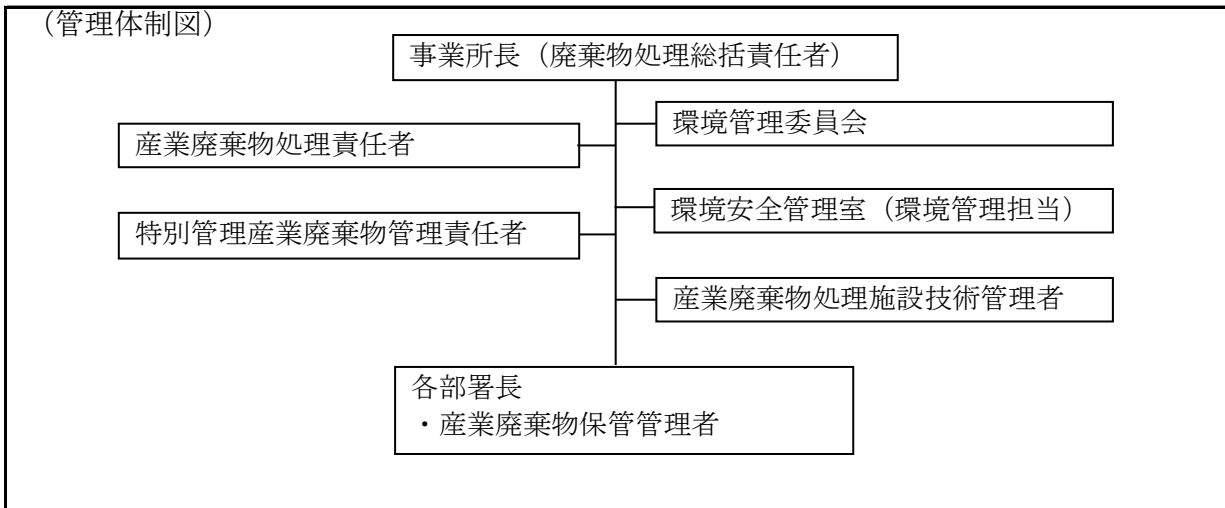 （管理体制図）
事業所長（廃棄物処理総括責任者）
環境管理委員会
産業廃棄物処理責任者
環境安全管理室（環境管理担当）
特別管理産業廃棄物管理責任者
産業廃棄物処理施設技術管理者
各部署長
・産業廃棄物保管管理者